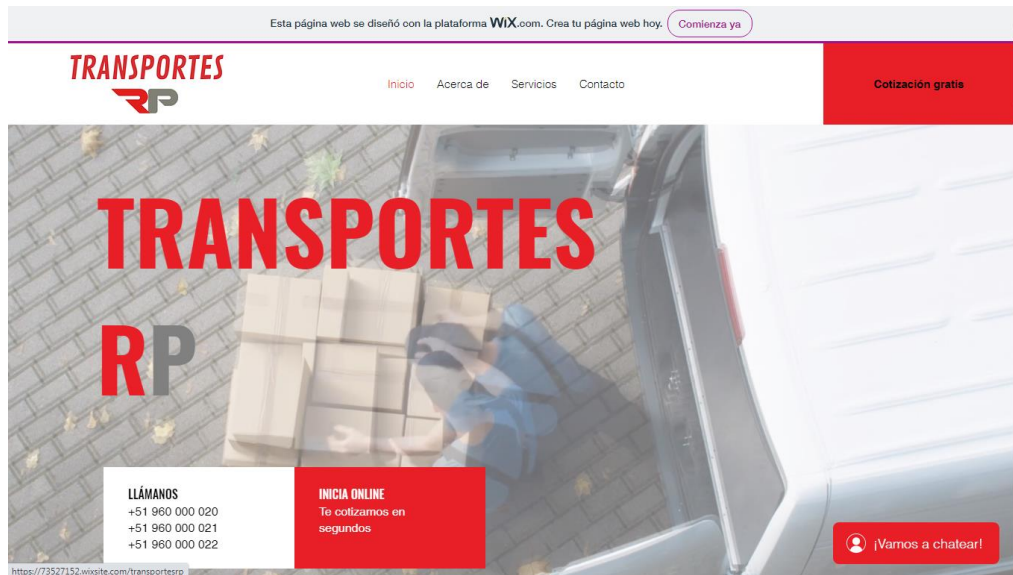 Esta página web se diseñó con la plataforma WiX.com. Crea tu página web hoy. Comienza ya
TRANSPORTES
RP
Inicio Acerca de Servicios Contacto
Cotización gratis
TRANSPORTES
RP
LLÁMANOS
+51 960 000 020
+51 960 000 021
+51 960 000 022
INICIA ONLINE
Te cotizamos en
segundos
¡Vamos a chatear!
https://73527152.wixsite.com/transportesrp